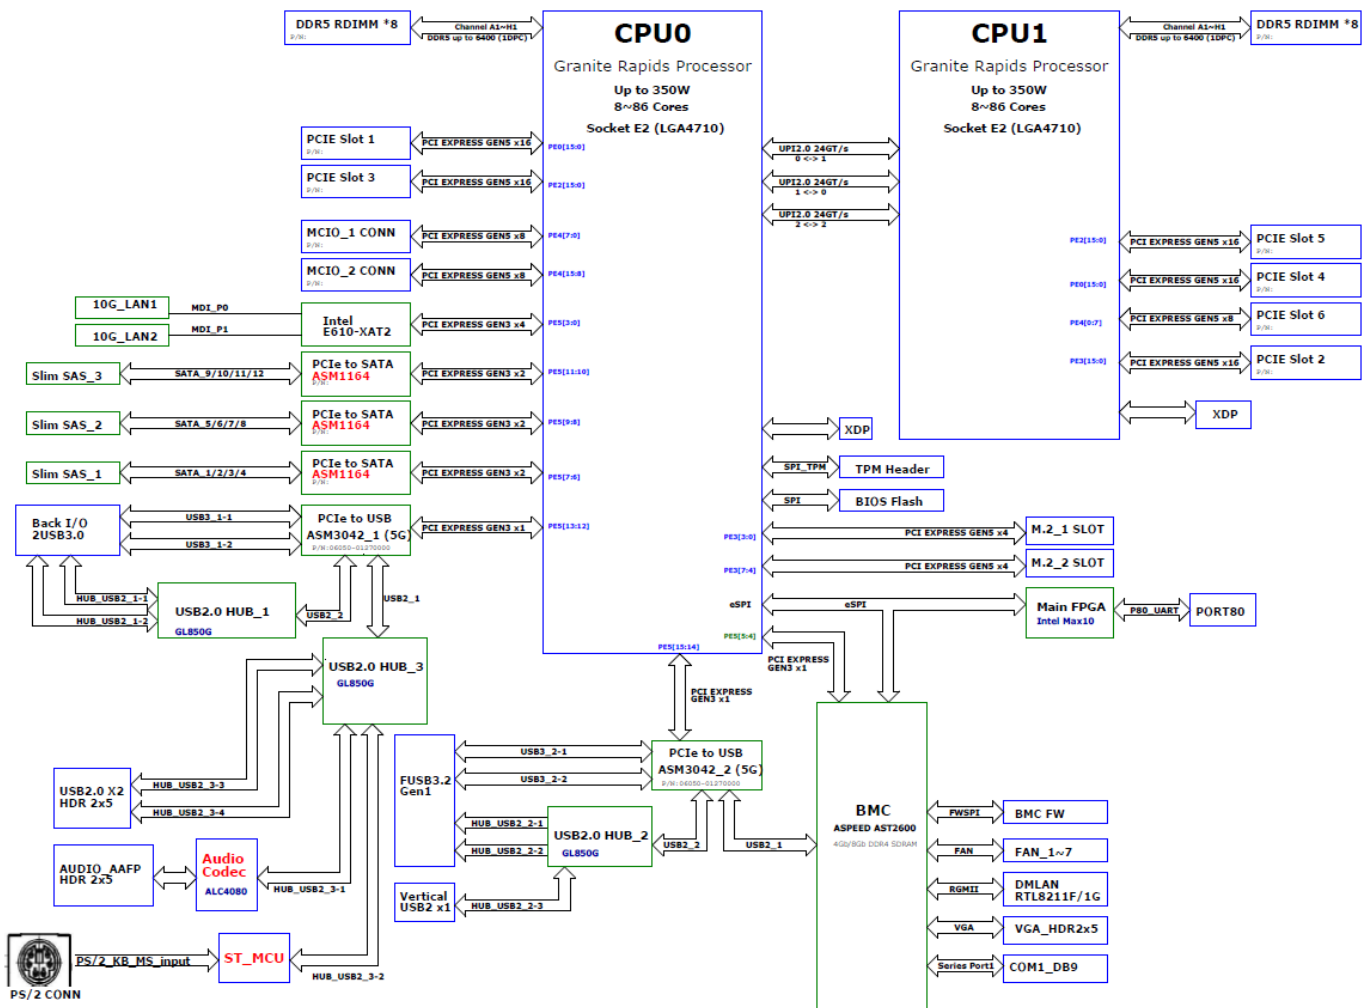 DDR5 RDIMM *8
P/N:
Channel A1~H1
DDR5 up to 6400 (1DPC)
CPU0
Granite Rapids Processor
Up to 350W
8~86 Cores
Socket E2 (LGA4710)
CPU1
Granite Rapids Processor
Up to 350W
8~86 Cores
Socket E2 (LGA4710)
Channel A1~H1
DDR5 up to 6400 (1DPC)
DDR5 RDIMM *8
P/N:
PCIE Slot 1
P/N:
PCI EXPRESS GEN5 x16
PE0[15:0]
PCIE Slot 3
P/N:
PCI EXPRESS GEN5 x16
PE2[15:0]
UPI2.0 24GT/s
0 <-> 1
UPI2.0 24GT/s
1 <-> 0
UPI2.0 24GT/s
2 <-> 2
MCIO_1 CONN
P/N:
PCI EXPRESS GEN5 x8
PE4[7:0]
MCIO_2 CONN
P/N:
PCI EXPRESS GEN5 x8
PE4[15:8]
PE2[15:0]
PCI EXPRESS GEN5 x16
PCIE Slot 5
P/N:
PE0[15:0]
PCI EXPRESS GEN5 x16
PCIE Slot 4
P/N:
PE4[0:7]
PCI EXPRESS GEN5 x8
PCIE Slot 6
P/N:
PE3[15:0]
PCI EXPRESS GEN5 x16
PCIE Slot 2
P/N:
XDP
10G_LAN1
MDI_P0
10G_LAN2
MDI_P1
Intel
E610-XAT2
PCI EXPRESS GEN3 x4
PE5[3:0]
Slim SAS_3
SATA_9/10/11/12
PCIe to SATA
ASM1164
P/N:
PCI EXPRESS GEN3 x2
PE5[11:10]
Slim SAS_2
SATA_5/6/7/8
PCIe to SATA
ASM1164
P/N:
PCI EXPRESS GEN3 x2
PE5[9:8]
Slim SAS_1
SATA_1/2/3/4
PCIe to SATA
ASM1164
P/N:
PCI EXPRESS GEN3 x2
PE5[7:6]
Back I/O
2USB3.0
USB3_1-1
USB3_1-2
PCIe to USB
ASM3042_1 (5G)
P/N:06050-01270000
PCI EXPRESS GEN3 x1
PE5[13:12]
XDP
SPI_TPM
TPM Header
SPI
BIOS Flash
PE3[3:0]
PCI EXPRESS GEN5 x4
M.2_1 SLOT
PE3[7:4]
PCI EXPRESS GEN5 x4
M.2_2 SLOT
eSPI
eSPI
Main FPGA
Intel Max10
P80_UART
PORT80
PE5[5:4]
PCI EXPRESS
GEN3 x1
PE5[15:14]
PCI EXPRESS
GEN3 x1
HUB_USB2_1-1
HUB_USB2_1-2
USB2.0 HUB_1
GL850G
USB2_2
USB2_1
USB2.0 HUB_3
GL850G
USB2.0 X2
HDR 2x5
HUB_USB2_3-3
HUB_USB2_3-4
AUDIO_AAFP
HDR 2x5
Audio
Codec
ALC4080
HUB_USB2_3-1
PS/2 CONN
PS/2_KB_MS_input
ST_MCU
HUB_USB2_3-2
FUSB3.2
Gen1
USB3_2-1
USB3_2-2
PCIe to USB
ASM3042_2 (5G)
P/N:06050-01270000
HUB_USB2_2-1
HUB_USB2_2-2
USB2.0 HUB_2
GL850G
USB2_2
USB2_1
Vertical
USB2 x1
HUB_USB2_2-3
BMC
ASPEED AST2600
4Gb/8Gb DDR4 SDRAM
FWSPI
BMC FW
FAN
FAN_1~7
RGMII
DMLAN
RTL8211F/1G
VGA
VGA_HDR2x5
Series Port1
COM1_DB9